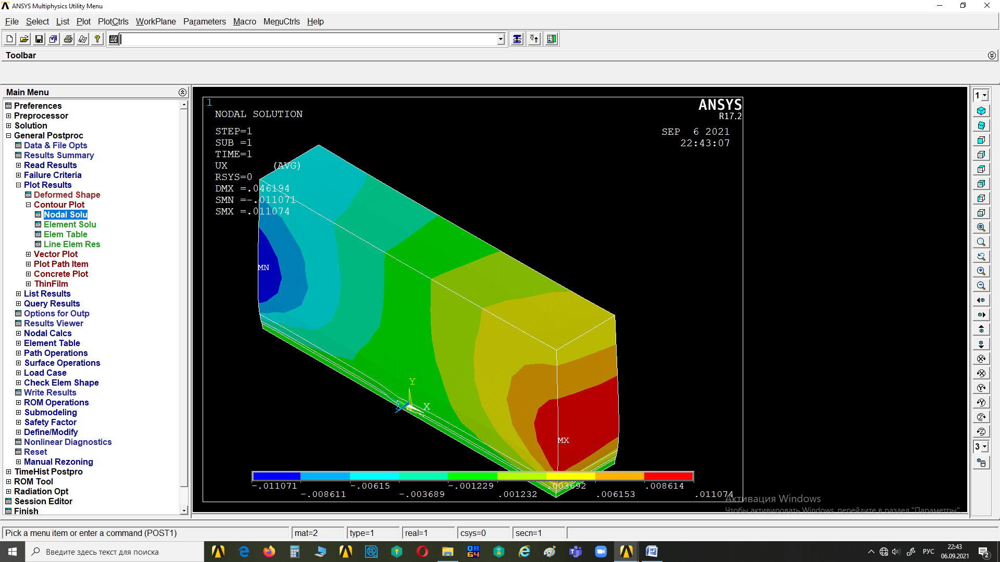 ANSYS Multiphysics Utility Menu
File Select List Plot PlotCtrls WorkPlane Parameters Macro MenuCtrls Help
Toolbar
Main Menu
Preferences
Preprocessor
Solution
General Postproc
Data & File Opts
Results Summary
Read Results
Failure Criteria
Plot Results
Deformed Shape
Contour Plot
Nodal Solu
Element Solu
Elem Table
Line Elem Res
Vector Plot
Plot Path Item
Concrete Plot
ThinFilm
List Results
Query Results
Options for Outp
Results Viewer
Nodal Calcs
Element Table
Path Operations
Surface Operations
Load Case
Check Elem Shape
Write Results
ROM Operations
Submodeling
Safety Factor
Define/Modify
Nonlinear Diagnostics
Reset
Manual Rezoning
TimeHist Postpro
ROM Tool
Radiation Opt
Session Editor
Finish
1
NODAL SOLUTION
STEP=1
SUB =1
TIME=1
UX (AVG)
RSYS=0
DMX =.046194
SMN =-.011071
SMX =.011074
ANSYS
R17.2
SEP 6 2021
22:43:07
MN
Y
Z
X
MX
-.011071 -.00615 -.001229 .003692 .008614
-.008611 -.003689 .001232 .006153 .011074
Активация Windows
Чтобы активировать Windows, перейдите в раздел "Параметры".
1
3
Pick a menu item or enter a command (POST1)
mat=2
type=1
real=1
csys=0
secn=1
Введите здесь текст для поиска
QB
64
РУС
22:43
06.09.2021
2